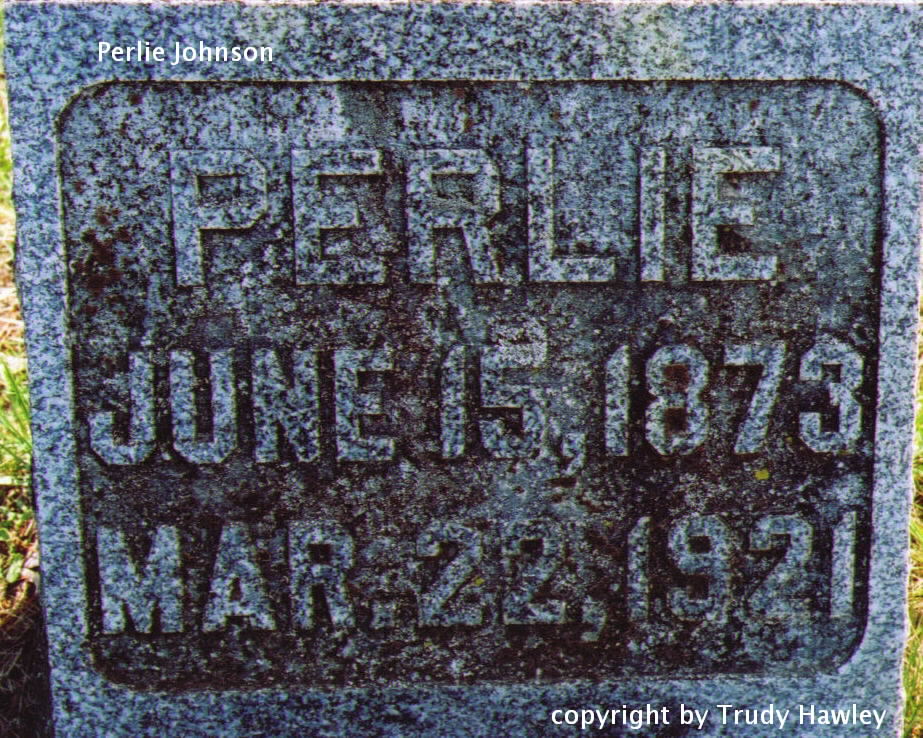 Perlie Johnson
PERLIE
JUNE 15, 1873
MAR. 22, 1921
copyright by Trudy Hawley